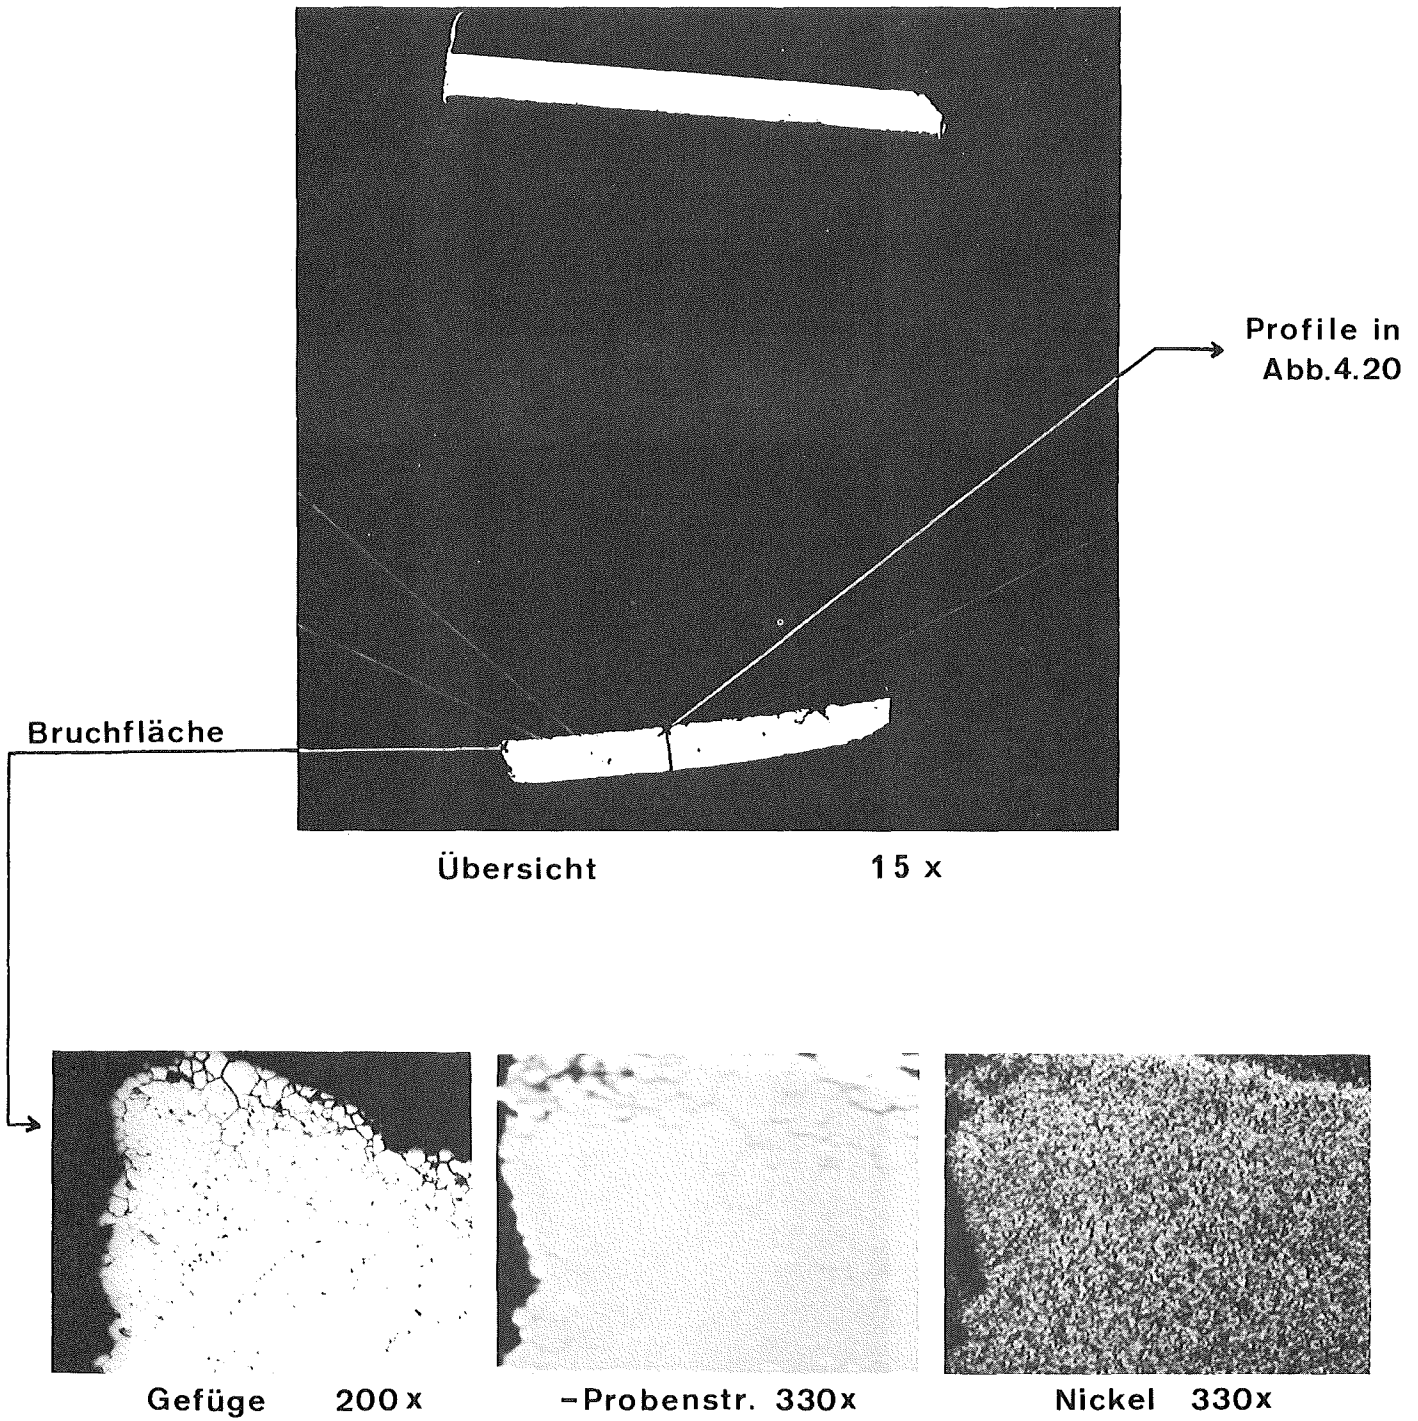 Profile in
Abb.4.20
Bruchfläche
Übersicht 15 x
Gefüge 200 x
-Probenstr. 330x
Nickel 330x